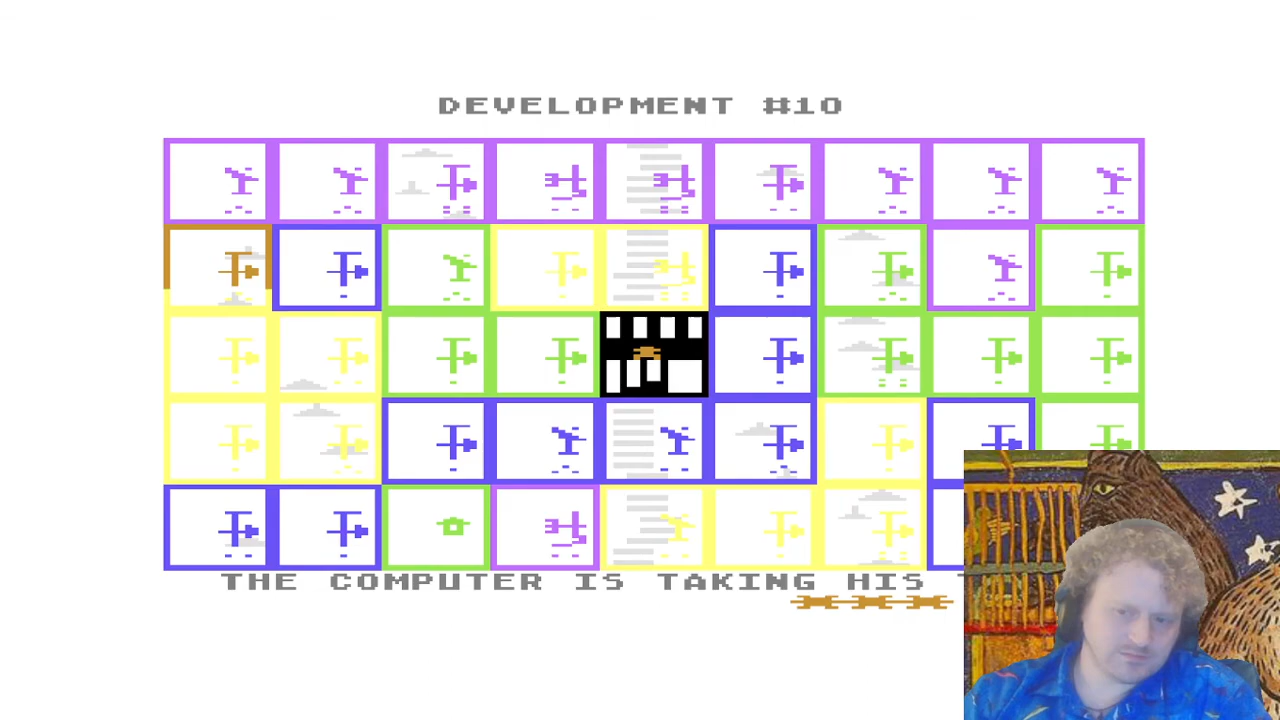 DEVELOPMENT #10
THE COMPUTER IS TAKING HIS